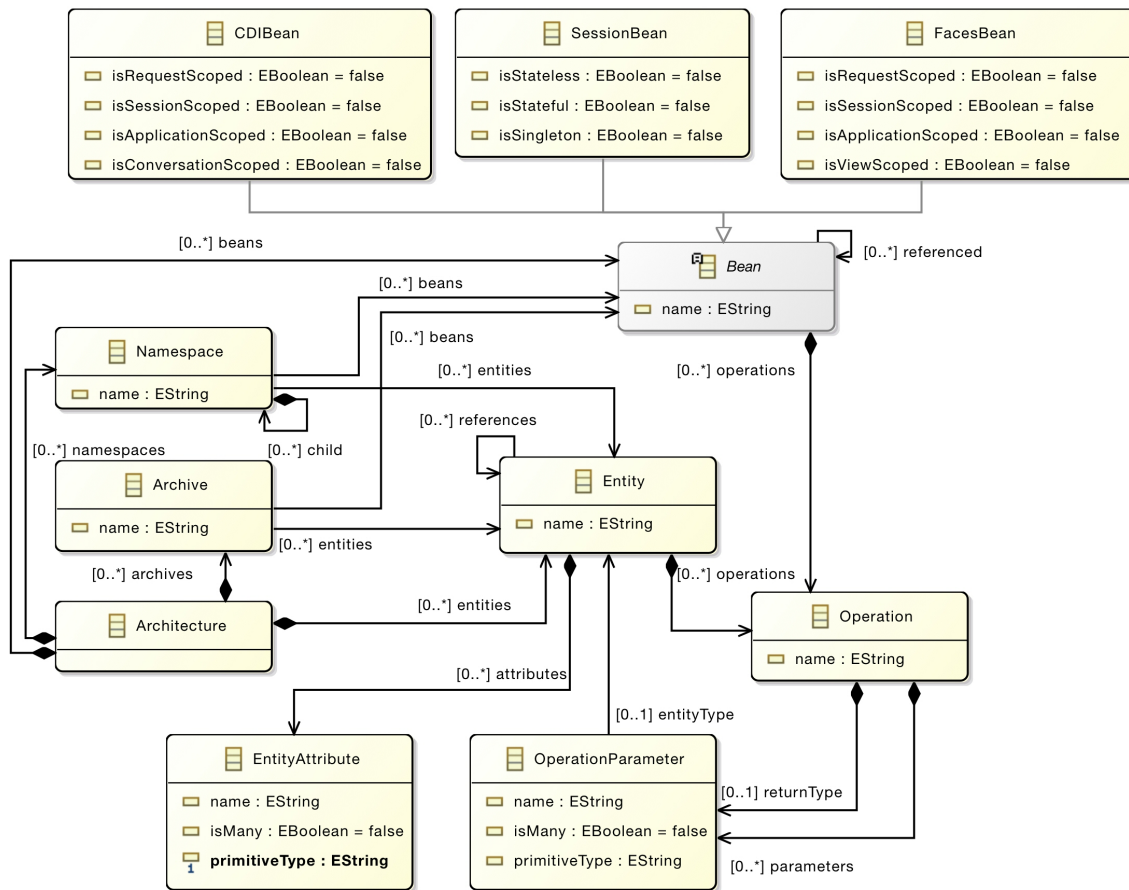 CDIBean
isRequestScoped : EBoolean = false
isSessionScoped : EBoolean = false
isApplicationScoped : EBoolean = false
isConversationScoped : EBoolean = false
SessionBean
isStateless : EBoolean = false
isStateful : EBoolean = false
isSingleton : EBoolean = false
FacesBean
isRequestScoped : EBoolean = false
isSessionScoped : EBoolean = false
isApplicationScoped : EBoolean = false
isViewScoped : EBoolean = false
[0..*] beans
Bean
name : EString
[0..*] referenced
[0..*] beans
[0..*] beans
Namespace
name : EString
[0..*] entities
[0..*] operations
[0..*] references
[0..*] child
[0..*] namespaces
Archive
name : EString
Entity
name : EString
[0..*] entities
[0..*] archives
[0..*] operations
Architecture
[0..*] entities
Operation
name : EString
[0..*] attributes
[0..1] entityType
EntityAttribute
name : EString
isMany : EBoolean = false
1
primitiveType : EString
OperationParameter
name : EString
isMany : EBoolean = false
primitiveType : EString
[0..1] returnType
[0..*] parameters